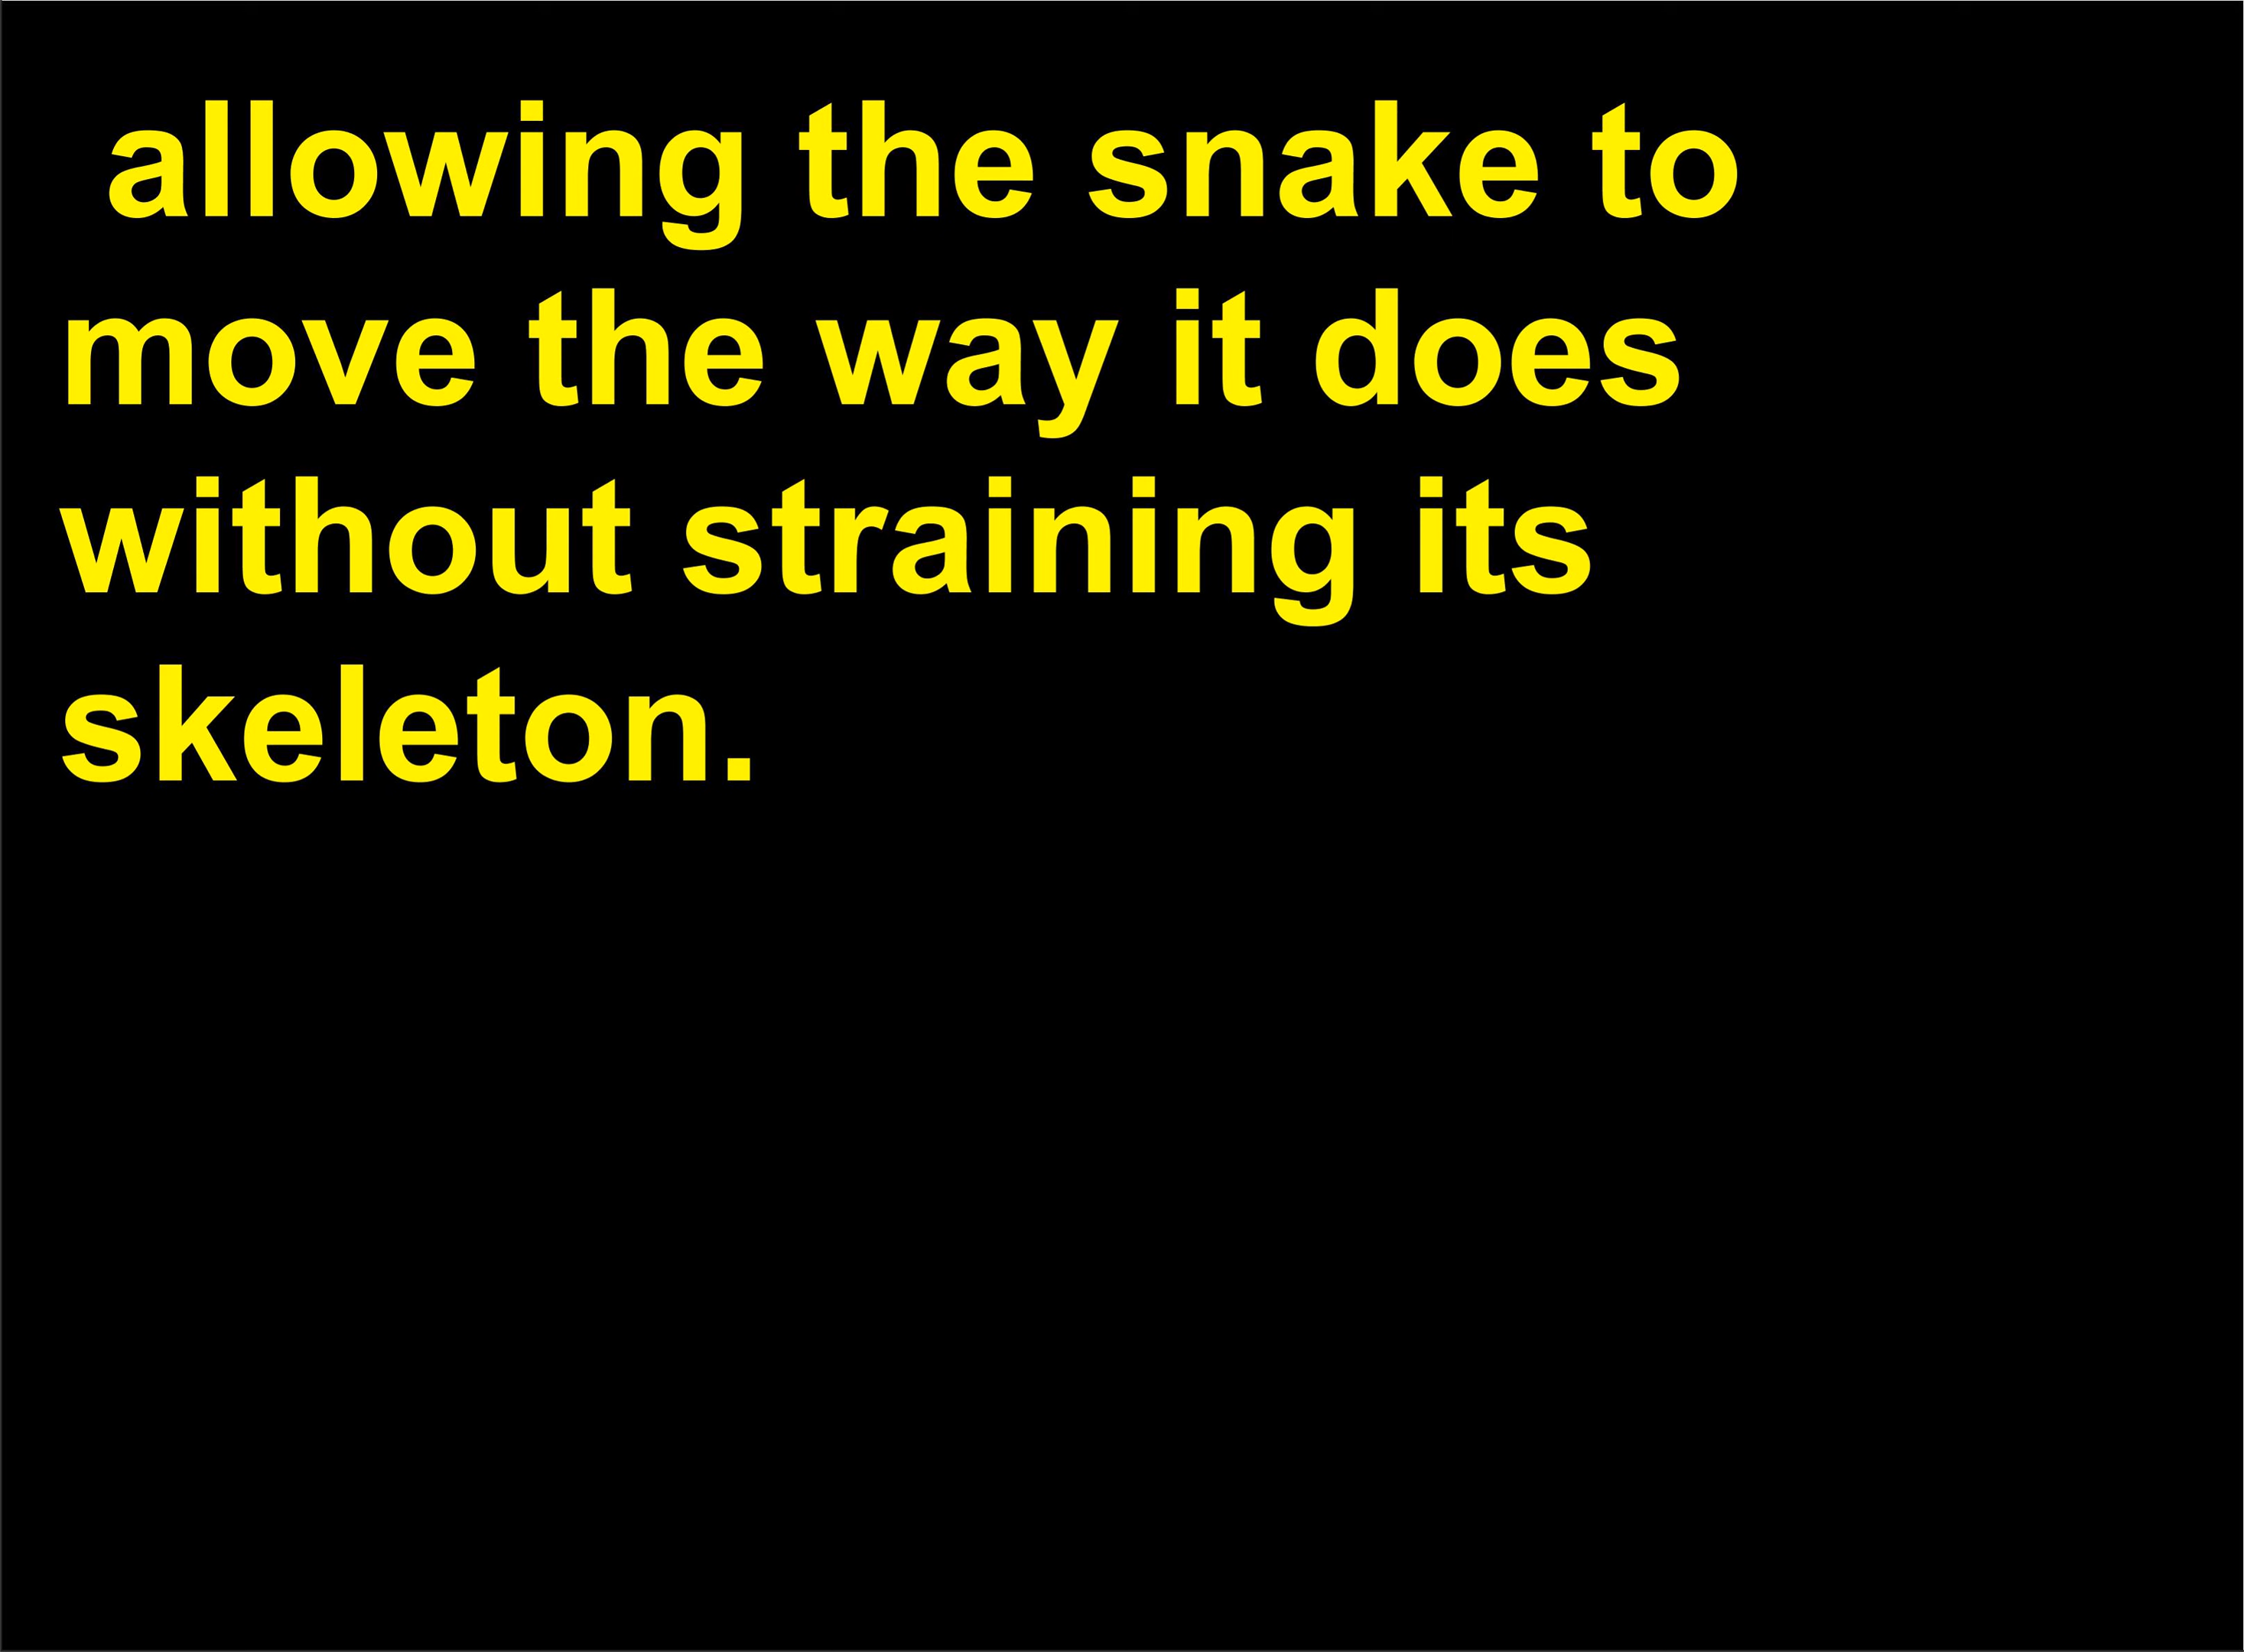 allowing the snake to
move the way it does
without straining its
skeleton.